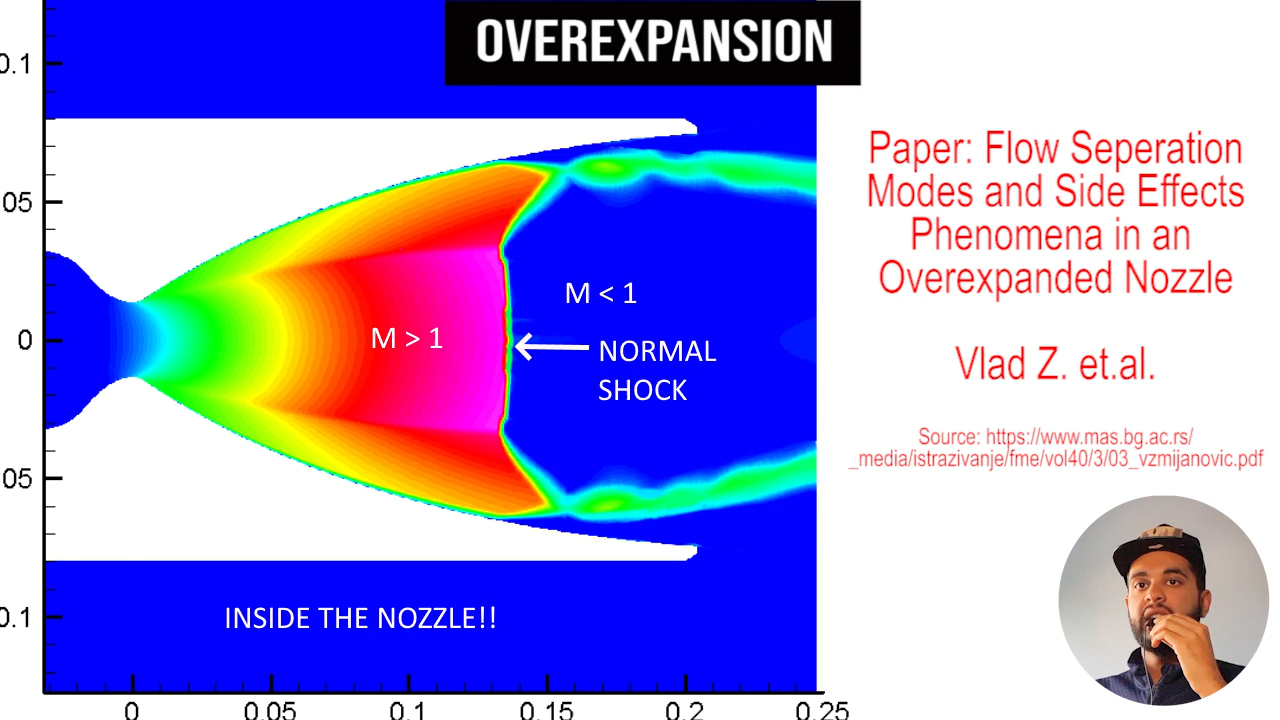 OVEREXPANSION
Paper: Flow Seperation
Modes and Side Effects
Phenomena in an
Overexpanded Nozzle
Vlad Z. et.al.
Source: https://www.mas.bg.ac.rs/
_media/istrazivanje/fme/vol40/3/03_vzmijanovic.pdf
0.1
05
0
05
0.1
M > 1
M < 1
NORMAL
SHOCK
INSIDE THE NOZZLE!!
0 0.05 0.1 0.15 0.2 0.25